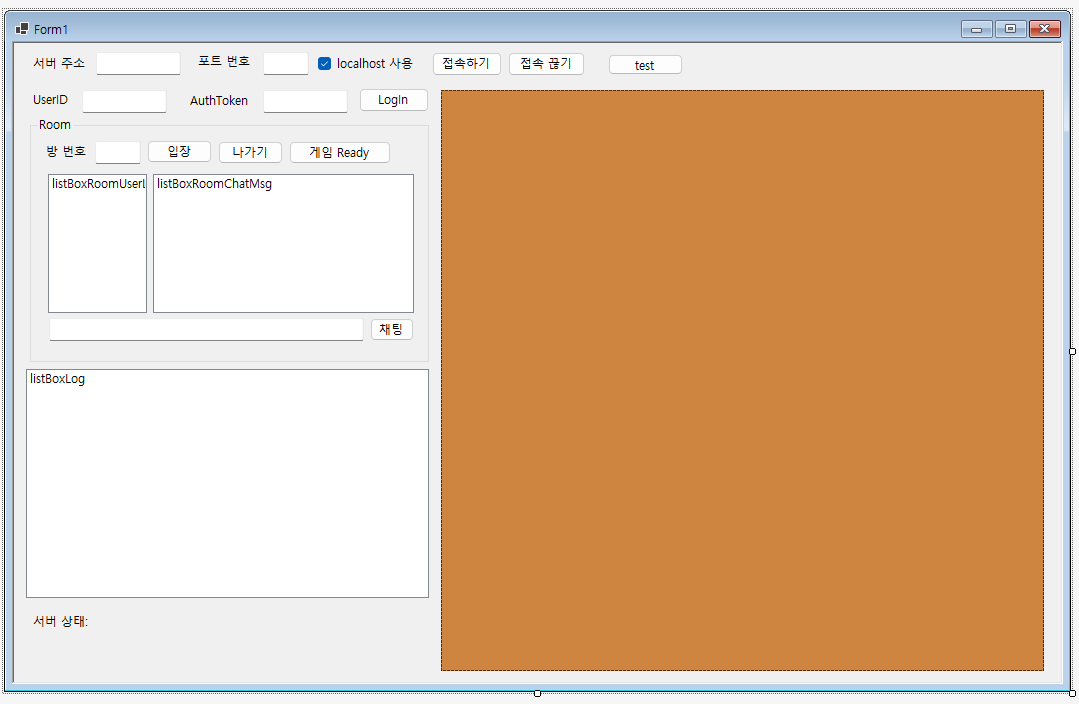 Form1
서버 주소 포트 번호 localhost 사용 접속하기 접속 끊기 test
UserID AuthToken LogIn
Room
방 번호 입장 나가기 게임 Ready
listBoxRoomUserL listBoxRoomChatMsg
채팅
listBoxLog
서버 상태: